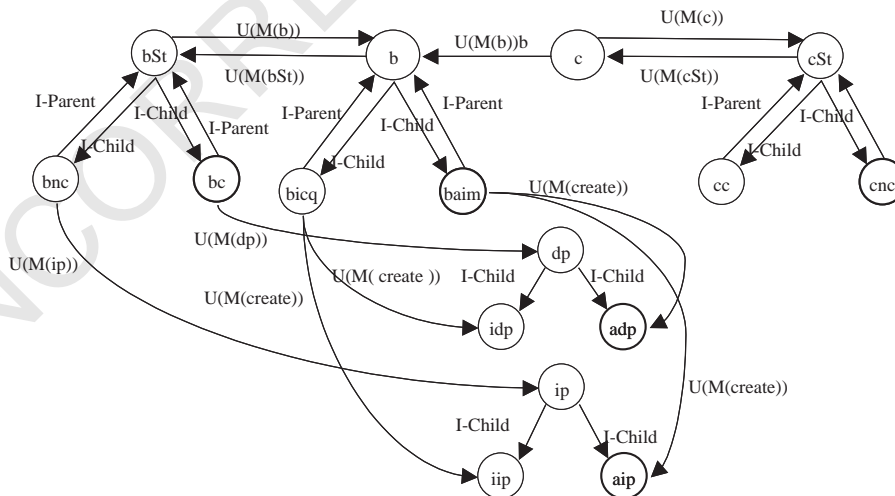 U(M(b))
U(M(c))
bSt
b
U(M(b))b
c
cSt
U(M(bSt))
U(M(cSt))
I-Parent
I-Child
I-Parent
I-Parent
I-Child
I-Parent
I-Parent
I-Child
I-Child
I-Child
I-Child
bnc
bc
bicq
baim
cc
cnc
U(M(create))
U(M(dp))
dp
U(M(ip))
U(M( create ))
I-Child
I-Child
U(M(create))
idp
adp
ip
U(M(create))
I-Child
I-Child
iip
aip
NCORRE